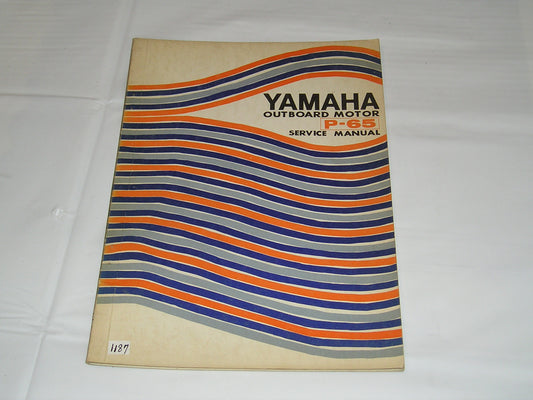 YAMAHA
OUTBOARD MOTOR
P-65
SERVICE MANUAL
1187